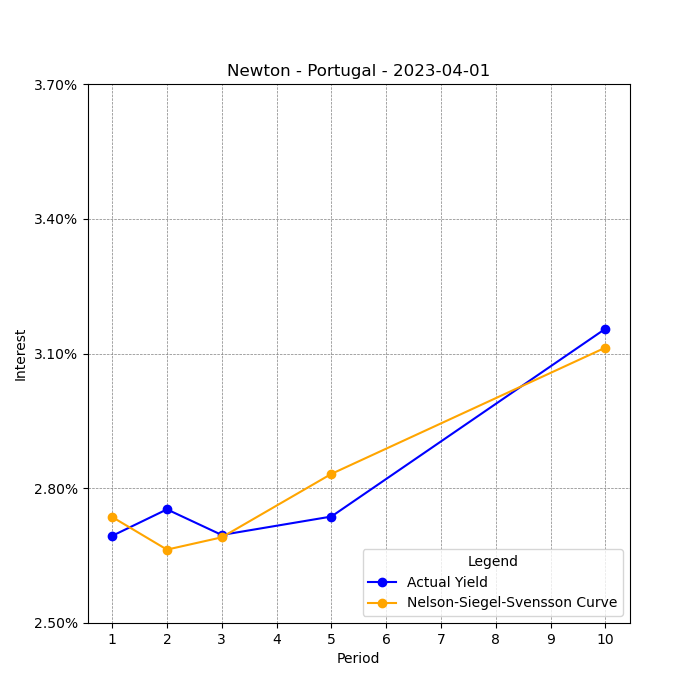 Newton - Portugal - 2023-04-01
3.70%
3.40%
3.10%
2.80%
2.50%
Interest
Legend
Actual Yield
Nelson-Siegel-Svensson Curve
1 2 3 4 5 6 7 8 9 10
Period